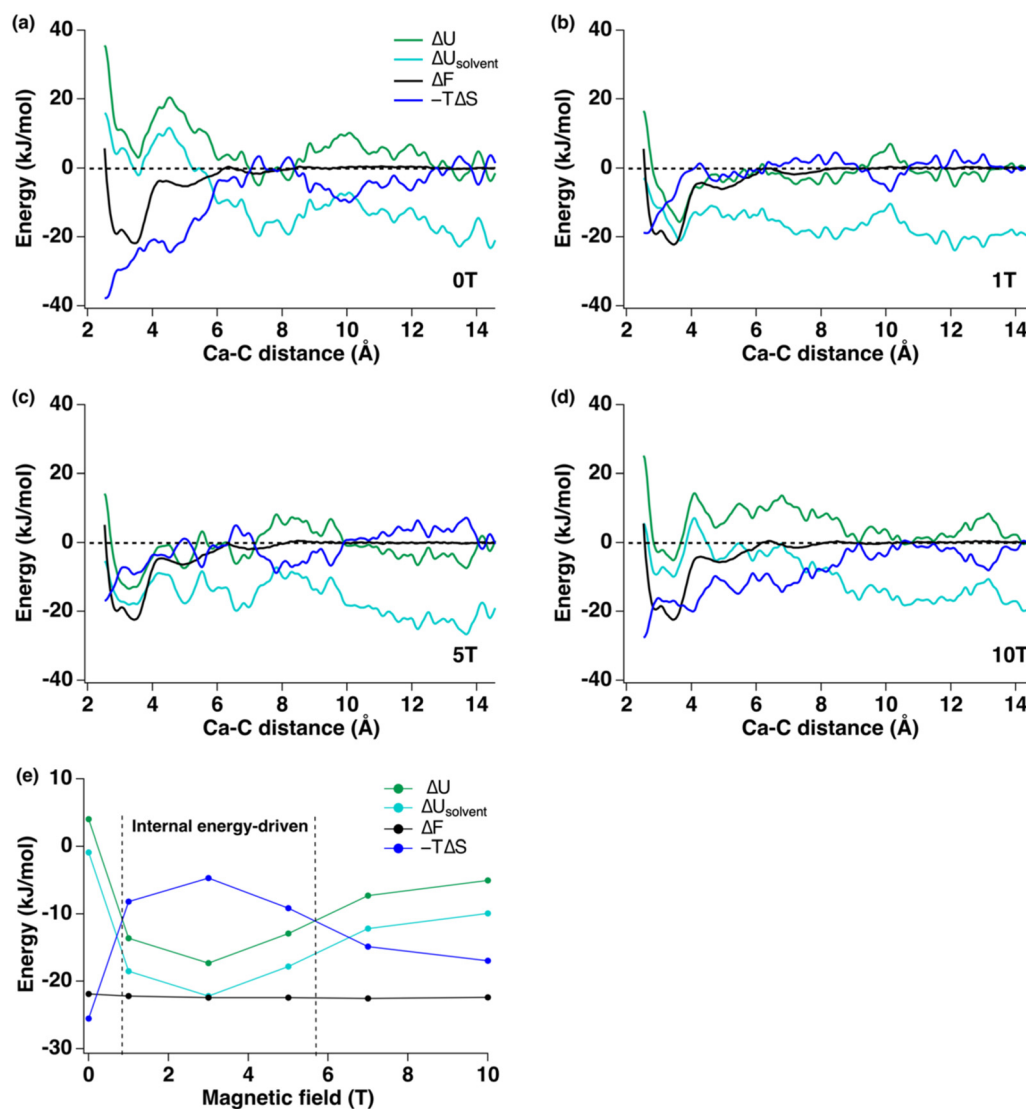 (a)
40
20
0
-20
-40
Energy (kJ/mol)
ΔU
ΔUsolvent
ΔF
−TΔS
0T
2 4 6 8 10 12 14
Ca-C distance (Å)
(b)
40
20
0
-20
-40
Energy (kJ/mol)
1T
2 4 6 8 10 12 14
Ca-C distance (Å)
(c)
40
20
0
-20
-40
Energy (kJ/mol)
5T
2 4 6 8 10 12 14
Ca-C distance (Å)
(d)
40
20
0
-20
-40
Energy (kJ/mol)
10T
2 4 6 8 10 12 14
Ca-C distance (Å)
(e)
10
0
-10
-20
-30
Energy (kJ/mol)
ΔU
ΔUsolvent
ΔF
−TΔS
Internal energy-driven
0 2 4 6 8 10
Magnetic field (T)